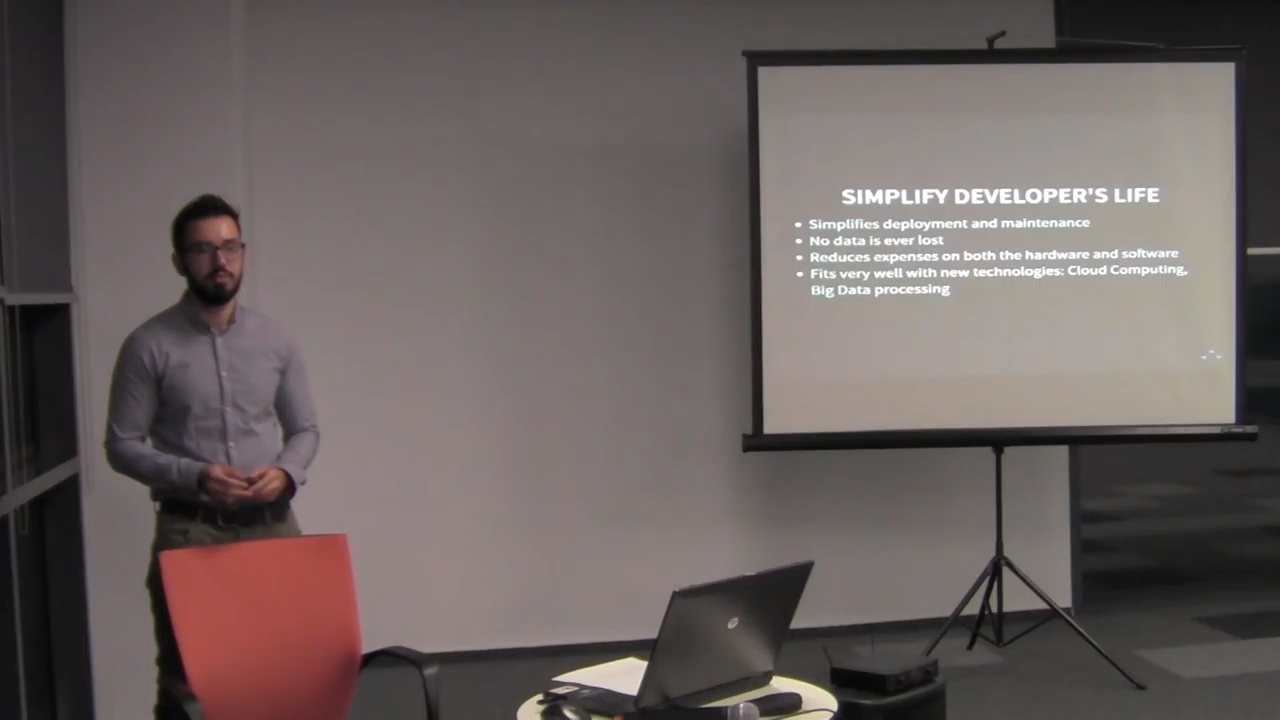 SIMPLIFY DEVELOPER'S LIFE
• Simplifies deployment and maintenance
• No data is ever lost
• Reduces expenses on both the hardware and software
• Fits very well with new technologies: Cloud Computing,
Big Data processing
hp